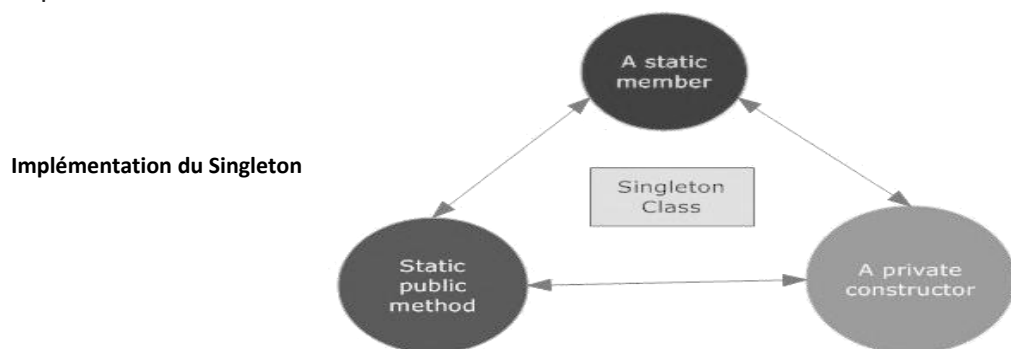 A static
member
Implémentation du Singleton
Singleton
Class
Static
public
method
A private
constructor